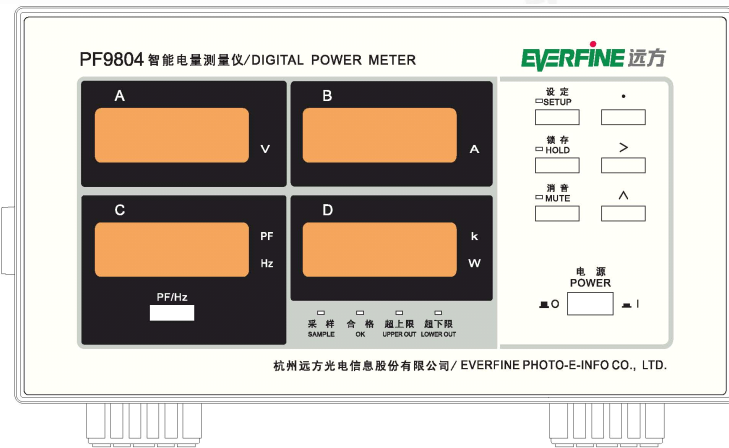 PF9804 智能电量测量仪/DIGITAL POWER METER
EVERFINE 远方
A
V
B
A
C
PF
Hz
PF/Hz
D
k
W
采样
SAMPLE
合格
OK
超上限
UPPER OUT
超下限
LOWER OUT
设定
SETUP
·
锁存
HOLD
>
消音
MUTE
∧
电源
POWER
O
I
杭州远方光电信息股份有限公司/ EVERFINE PHOTO-E-INFO CO., LTD.